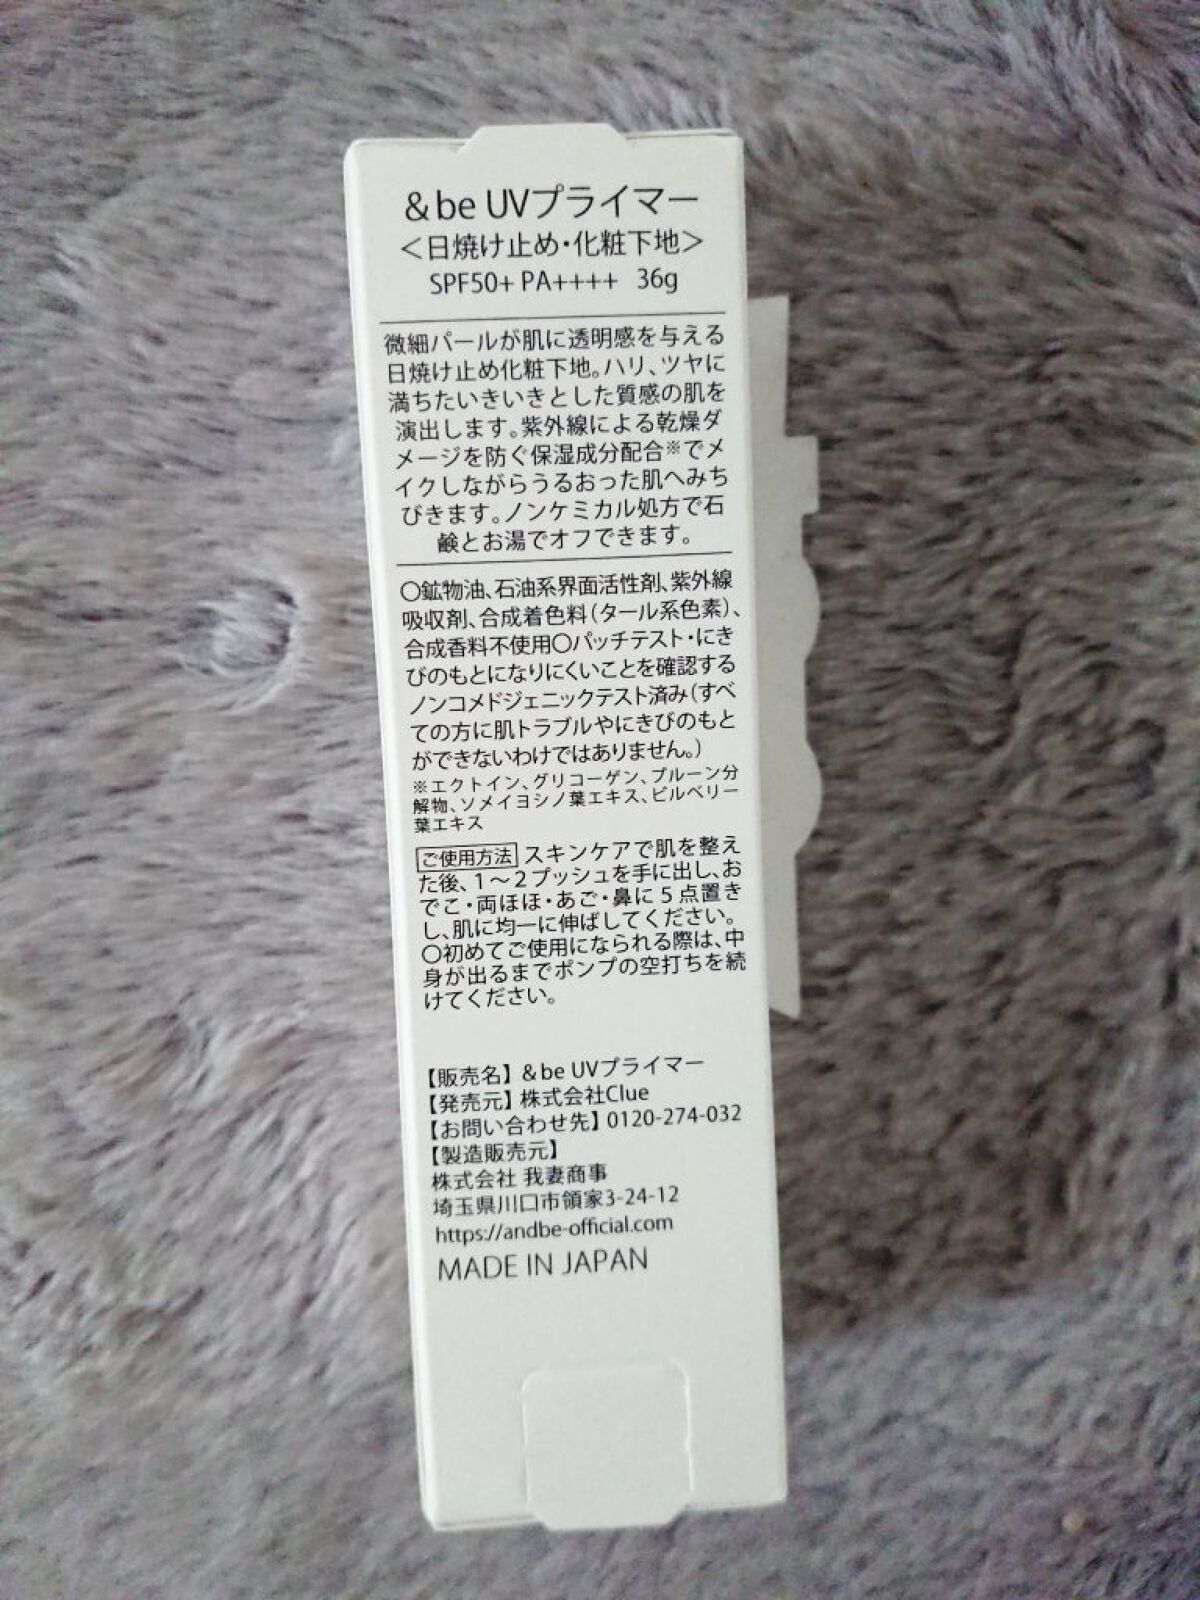 &be UVプライマー
＜日焼け止め・化粧下地＞
SPF50+ PA++++ 36g
微細パールが肌に透明感を与える
日焼け止め化粧下地。ハリ、ツヤに
満ちたいきいきとした質感の肌を
演出します。紫外線による乾燥ダ
メージを防ぐ保湿成分配合※でメ
イクしながらうるおった肌へみち
びきます。ノンケミカル処方で石
鹸とお湯でオフできます。
〇鉱物油、石油系界面活性剤、紫外線
吸収剤、合成着色料（タール系色素）、
合成香料不使用〇パッチテスト・にき
びのもとになりにくいことを確認する
ノンコメドジェニックテスト済み（すべ
ての方に肌トラブルやにきびのもと
ができないわけではありません。）
※エクトイン、グリコーゲン、プルーン分
解物、ソメイヨシノ葉エキス、ビルベリー
葉エキス
ご使用方法 スキンケアで肌を整え
た後、1～2プッシュを手に出し、お
でこ・両ほほ・あご・鼻に5点置き
し、肌に均一に伸ばしてください。
〇初めてご使用になられる際は、中
身が出るまでポンプの空打ちを続
けてください。
【販売名】&be UVプライマー
【発売元】株式会社Clue
【お問い合わせ先】0120-274-032
【製造販売元】
株式会社 我妻商事
埼玉県川口市領家3-24-12
https://andbe-official.com
MADE IN JAPAN